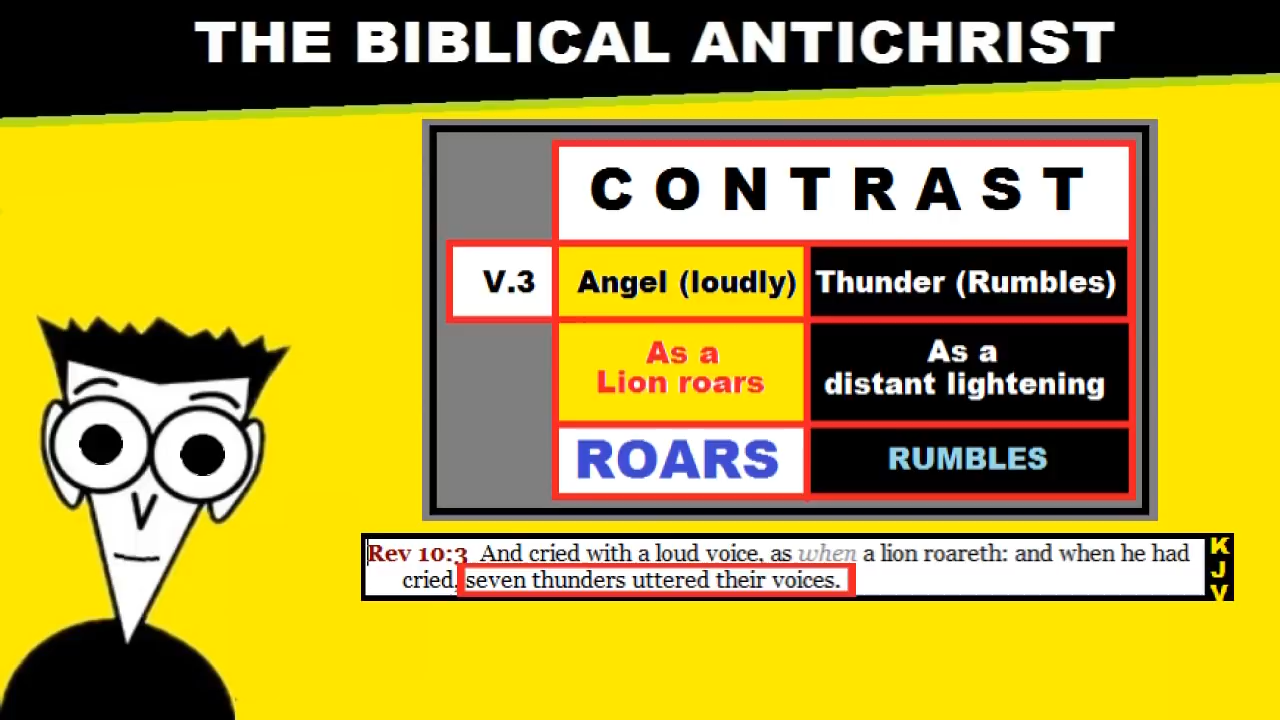 THE BIBLICAL ANTICHRIST
CONTRAST
V.3 Angel (loudly) Thunder (Rumbles)
As a
Lion roars
As a
distant lightening
ROARS RUMBLES
Rev 10:3 And cried with a loud voice, as when a lion roareth: and when he had
cried, seven thunders uttered their voices.
K
J
V